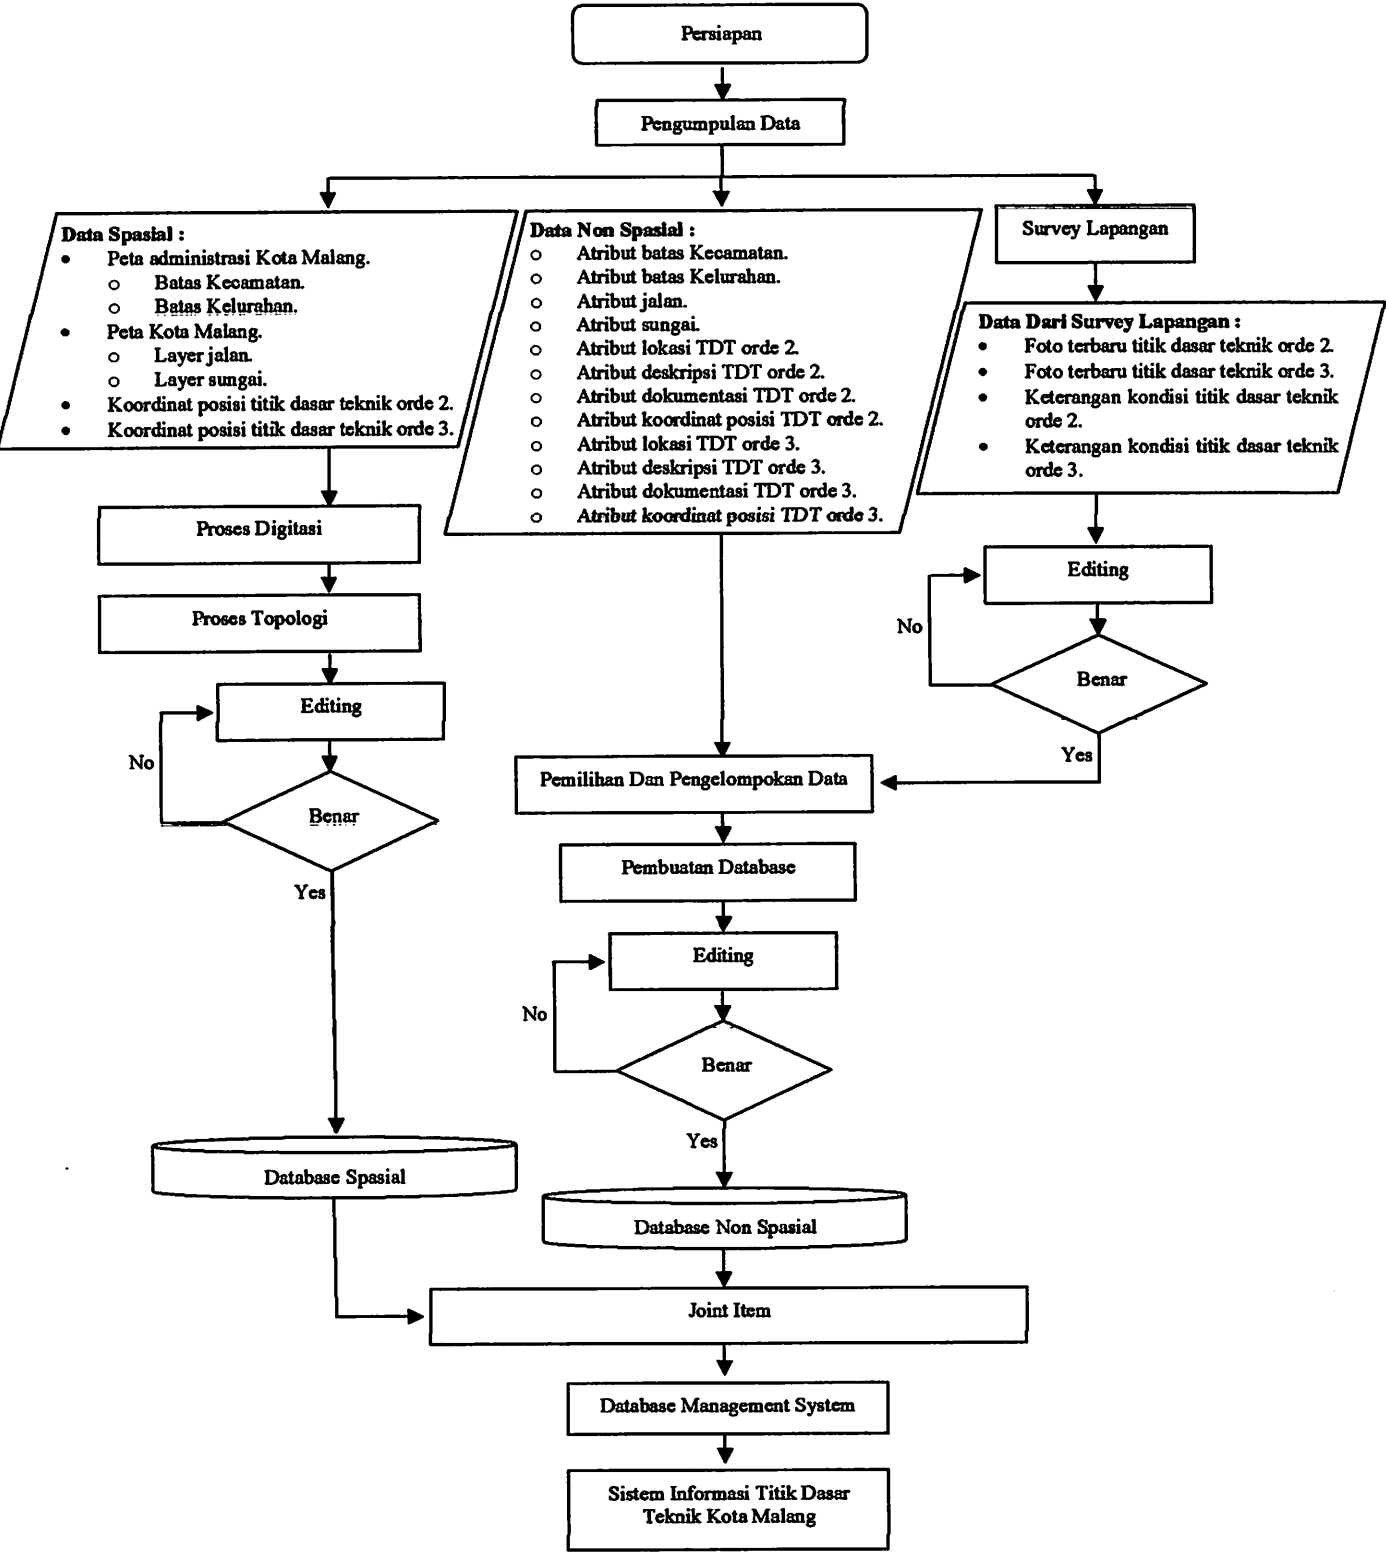 Persiapan
Pengumpulan Data
Data Spasial :
• Peta administrasi Kota Malang.
o Batas Kecamatan.
o Batas Kelurahan.
• Peta Kota Malang.
o Layer jalan.
o Layer sungai.
• Koordinat posisi titik dasar teknik orde 2.
• Koordinat posisi titik dasar teknik orde 3.
Data Non Spasial :
o Atribut batas Kecamatan.
o Atribut batas Kelurahan.
o Atribut jalan.
o Atribut sungai.
o Atribut lokasi TDT orde 2.
o Atribut deskripsi TDT orde 2.
o Atribut dokumentasi TDT orde 2.
o Atribut koordinat posisi TDT orde 2.
o Atribut lokasi TDT orde 3.
o Atribut deskripsi TDT orde 3.
o Atribut dokumentasi TDT orde 3.
o Atribut koordinat posisi TDT orde 3.
Survey Lapangan
Data Dari Survey Lapangan :
• Foto terbaru titik dasar teknik orde 2.
• Foto terbaru titik dasar teknik orde 3.
• Keterangan kondisi titik dasar teknik
orde 2.
• Keterangan kondisi titik dasar teknik
orde 3.
Proses Digitasi
Proses Topologi
Editing
No
Benar
Yes
Editing
No
Benar
Yes
Pemilihan Dan Pengelompokan Data
Pembuatan Database
Editing
No
Benar
Yes
Database Spasial
Database Non Spasial
Joint Item
Database Management System
Sistem Informasi Titik Dasar
Teknik Kota Malang